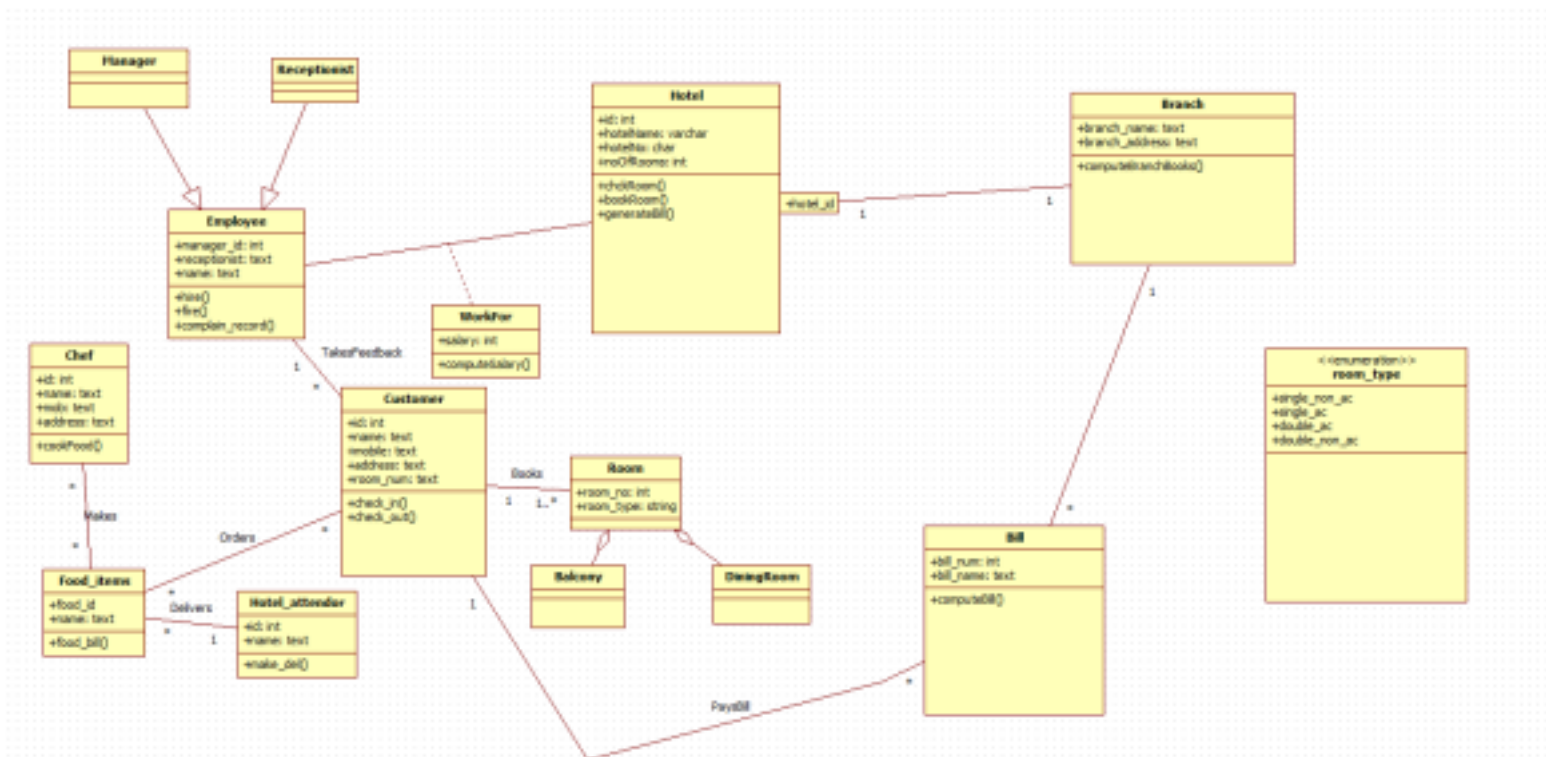 Manager
Receptionist
Hotel
+id: int
+hotelName: varchar
+hotelNo: char
+noOfRooms: int
+chckRoom()
+bookRoom()
+generateBill()
+hotel_id
1
1
Branch
+branch_name: text
+branch_address: text
+computeBranchBooks()
1
Employee
+manager_id: int
+receptionist: text
+name: text
+hire()
+fire()
+complain_record()
TakesFeedback
1
*
WorkFor
+salary: int
+computeSalary()
Chef
+id: int
+name: text
+mob: text
+address: text
+cookFood()
*
Makes
*
Customer
+id: int
+name: text
+mobile: text
+address: text
+room_num: text
+check_in()
+check_out()
Books
1
1..*
Room
+room_no: int
+room_type: string
Balcony
DiningRoom
<<enumeration>>
room_type
+single_non_ac
+single_ac
+double_ac
+double_non_ac
Orders
*
*
Food_items
+food_id
+name: text
+food_bill()
Delivers
*
1
Hotel_attender
+id: int
+name: text
+make_del()
*
Bill
+bill_num: int
+bill_name: text
+computeBill()
1
PaysBill
*